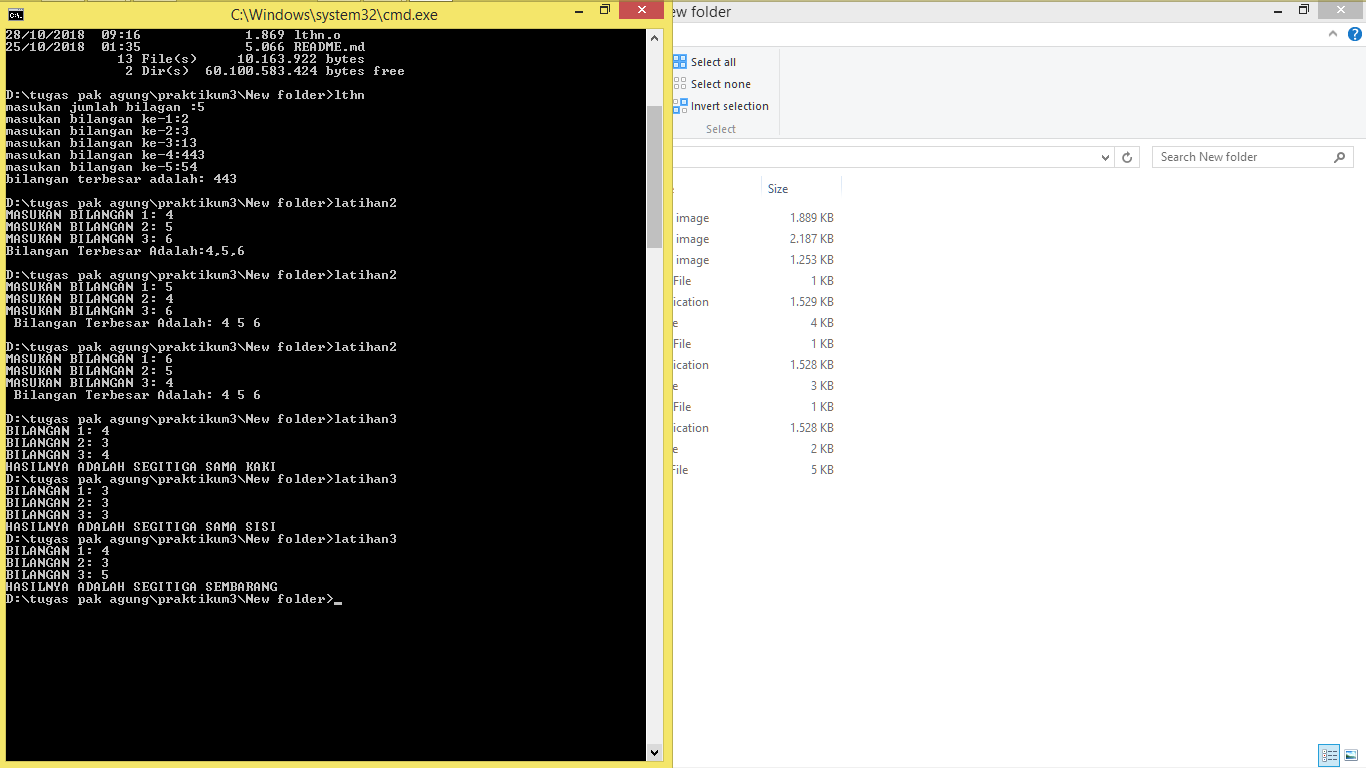 C:\Windows\system32\cmd.exe
28/10/2018  09:16             1.869 lthn.o
25/10/2018  01:35             5.066 README.md
              13 File(s)     10.163.922 bytes
               2 Dir(s)  60.100.583.424 bytes free
D:\tugas pak agung\praktikum3\New folder>lthn
masukan jumlah bilagan :5
masukan bilangan ke-1:2
masukan bilangan ke-2:3
masukan bilangan ke-3:13
masukan bilangan ke-4:443
masukan bilangan ke-5:54
bilangan terbesar adalah: 443
D:\tugas pak agung\praktikum3\New folder>latihan2
MASUKAN BILANGAN 1: 4
MASUKAN BILANGAN 2: 5
MASUKAN BILANGAN 3: 6
Bilangan Terbesar Adalah:4,5,6
D:\tugas pak agung\praktikum3\New folder>latihan2
MASUKAN BILANGAN 1: 5
MASUKAN BILANGAN 2: 4
MASUKAN BILANGAN 3: 6
 Bilangan Terbesar Adalah: 4 5 6
D:\tugas pak agung\praktikum3\New folder>latihan2
MASUKAN BILANGAN 1: 6
MASUKAN BILANGAN 2: 5
MASUKAN BILANGAN 3: 4
 Bilangan Terbesar Adalah: 4 5 6
D:\tugas pak agung\praktikum3\New folder>latihan3
BILANGAN 1: 4
BILANGAN 2: 3
BILANGAN 3: 4
HASILNYA ADALAH SEGITIGA SAMA KAKI
D:\tugas pak agung\praktikum3\New folder>latihan3
BILANGAN 1: 3
BILANGAN 2: 3
BILANGAN 3: 3
HASILNYA ADALAH SEGITIGA SAMA SISI
D:\tugas pak agung\praktikum3\New folder>latihan3
BILANGAN 1: 4
BILANGAN 2: 3
BILANGAN 3: 5
HASILNYA ADALAH SEGITIGA SEMBARANG
D:\tugas pak agung\praktikum3\New folder>_
ew folder
Select all
Select none
Invert selection
Select
Search New folder
Size
image 1.889 KB
image 2.187 KB
image 1.253 KB
File 1 KB
ication 1.529 KB
e 4 KB
File 1 KB
ication 1.528 KB
e 3 KB
File 1 KB
ication 1.528 KB
e 2 KB
File 5 KB